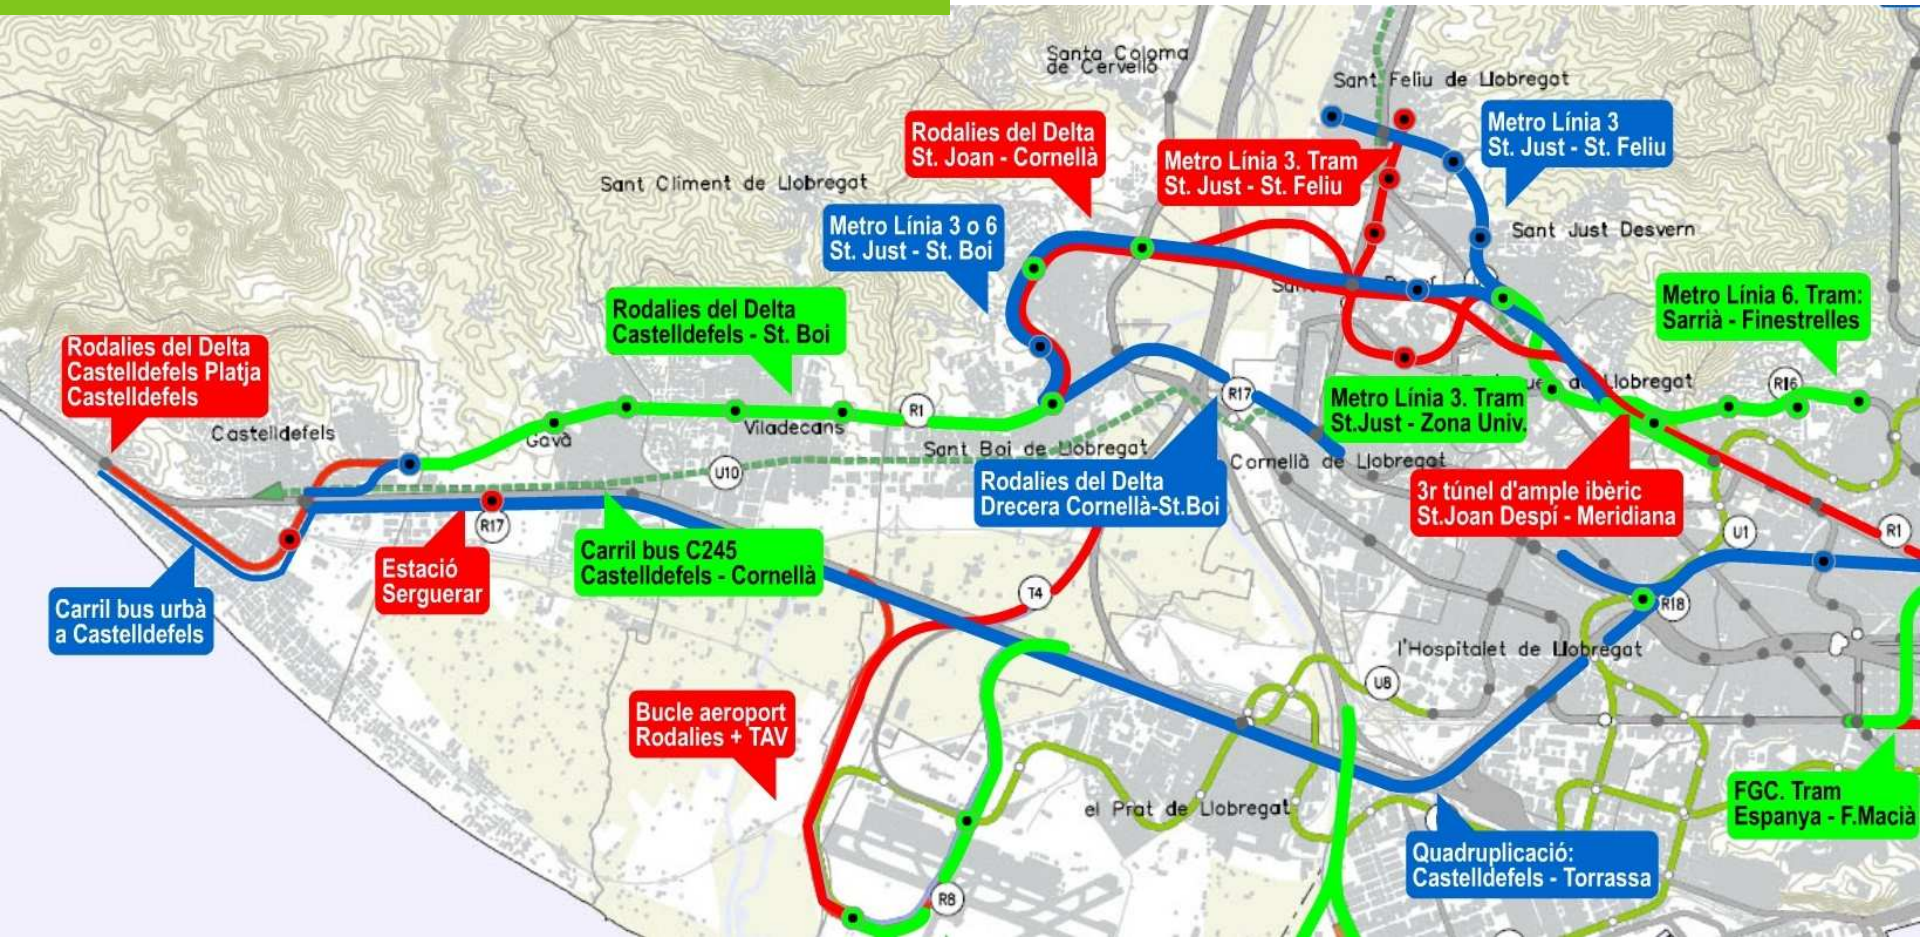 Santa Coloma
de Cervelló
Sant Feliu de Llobregat
Rodalies del Delta
St. Joan - Cornellà
Metro Línia 3. Tram
St. Just - St. Feliu
Metro Línia 3
St. Just - St. Feliu
Sant Climent de Llobregat
Metro Línia 3 o 6
St. Just - St. Boi
Sant Just Desvern
Rodalies del Delta
Castelldefels - St. Boi
Metro Línia 6. Tram:
Sarrià - Finestrelles
Rodalies del Delta
Castelldefels Platja
Castelldefels
Metro Línia 3. Tram
St.Just - Zona Univ.
de Llobregat
R16
R17
R1
Castelldefels
Gavà
Viladecans
Sant Boi de Llobregat
Cornellà de Llobregat
U10
Rodalies del Delta
Drecera Cornellà-St.Boi
3r túnel d'ample ibèric
St.Joan Despí - Meridiana
R17
U1
R1
Estació
Serguerar
Carril bus C245
Castelldefels - Cornellà
Carril bus urbà
a Castelldefels
T4
R18
l'Hospitalet de Llobregat
U8
Bucle aeroport
Rodalies + TAV
el Prat de Llobregat
FGC. Tram
Espanya - F.Macià
Quadruplicació:
Castelldefels - Torrassa
R8